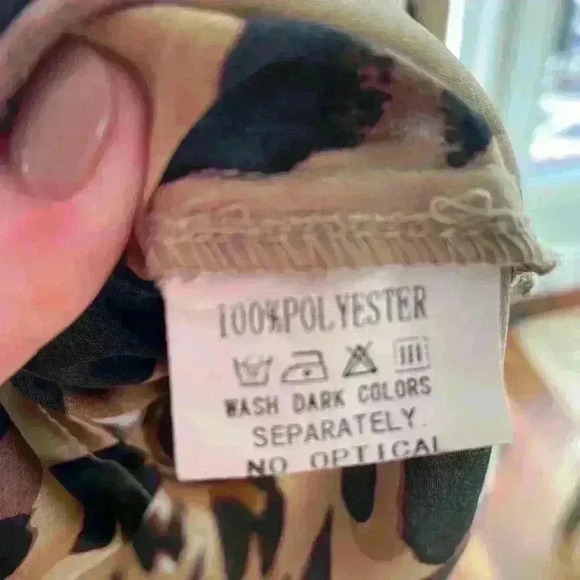 100%POLYESTER
WASH DARK COLORS
SEPARATELY.
NO OPTICAL